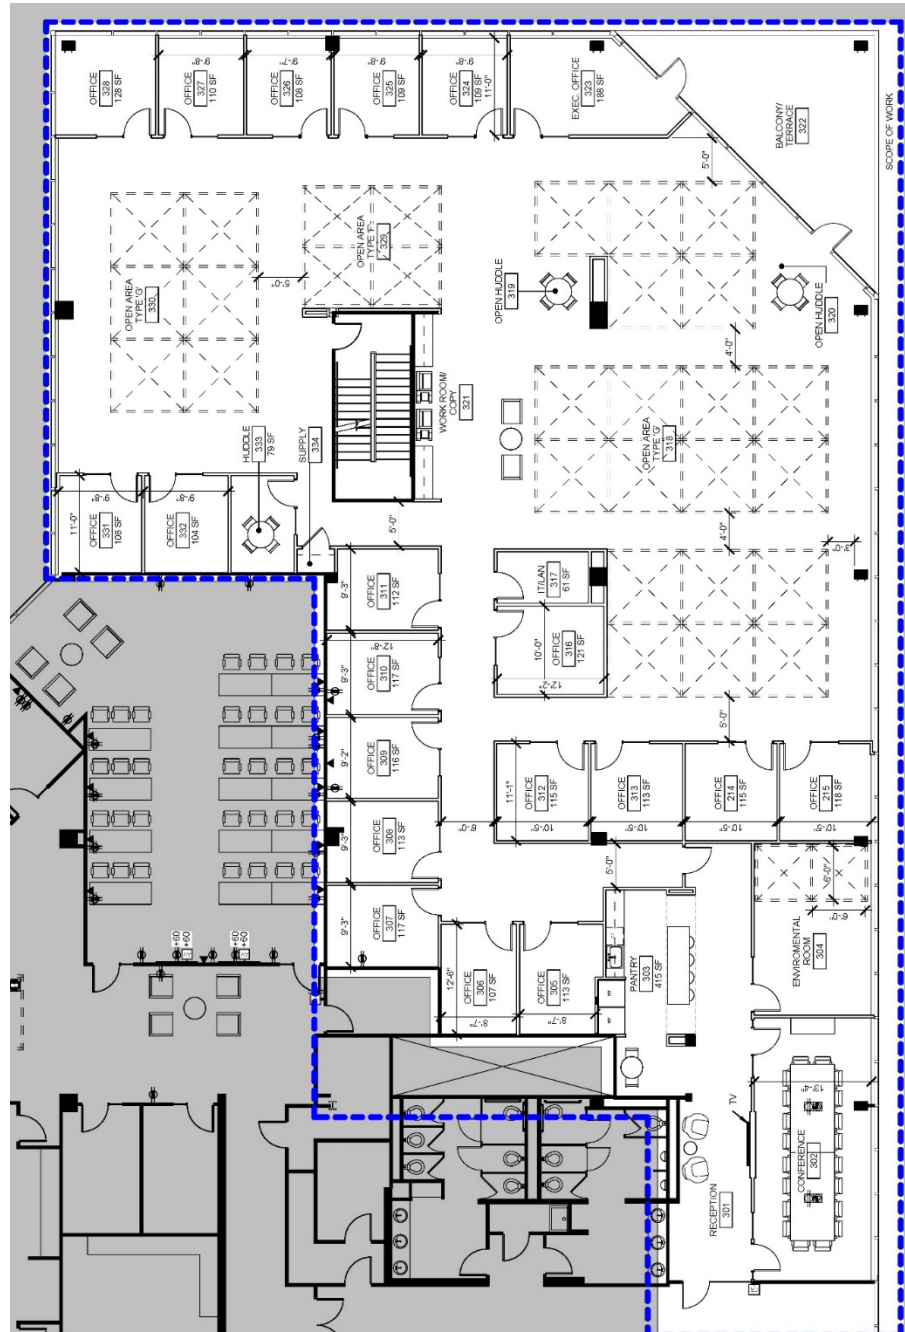 OFFICE
328
128 SF
9'-8"
OFFICE
327
110 SF
9'-7"
OFFICE
326
108 SF
9'-8"
OFFICE
325
109 SF
9'-8"
OFFICE
324
109 SF
11'-0"
EXEC. OFFICE
323
188 SF
BALCONY/
TERRACE
322
SCOPE OF WORK
5'-0"
OPEN AREA
TYPE 'G'
330
5'-0"
OPEN AREA
TYPE 'F'
329
OPEN HUDDLE
319
OPEN HUDDLE
320
4'-0"
WORK ROOM/
COPY
321
OPEN AREA
TYPE 'G'
318
HUDDLE
333
79 SF
SUPPLY
334
11'-0"
9'-8"
OFFICE
331
108 SF
9'-8"
OFFICE
332
104 SF
5'-0"
4'-0"
3'-0"
9'-3"
OFFICE
311
112 SF
IT/LAN
317
61 SF
12'-8"
9'-3"
OFFICE
310
117 SF
10'-0"
OFFICE
316
121 SF
12'-2"
5'-0"
9'-2"
OFFICE
309
116 SF
9'-3"
OFFICE
308
113 SF
6'-0"
11'-1"
OFFICE
312
115 SF
10'-5"
OFFICE
313
113 SF
10'-5"
OFFICE
214
115 SF
10'-5"
OFFICE
215
118 SF
10'-5"
5'-0"
6'-0"
6'-0"
9'-3"
OFFICE
307
117 SF
12'-6"
OFFICE
306
107 SF
8'-7"
OFFICE
305
113 SF
8'-7"
PANTRY
303
415 SF
ENVIROMENTAL
ROOM
304
+60
+60
+60
+60
TV
13'-4"
CONFERENCE
302
RECEPTION
301